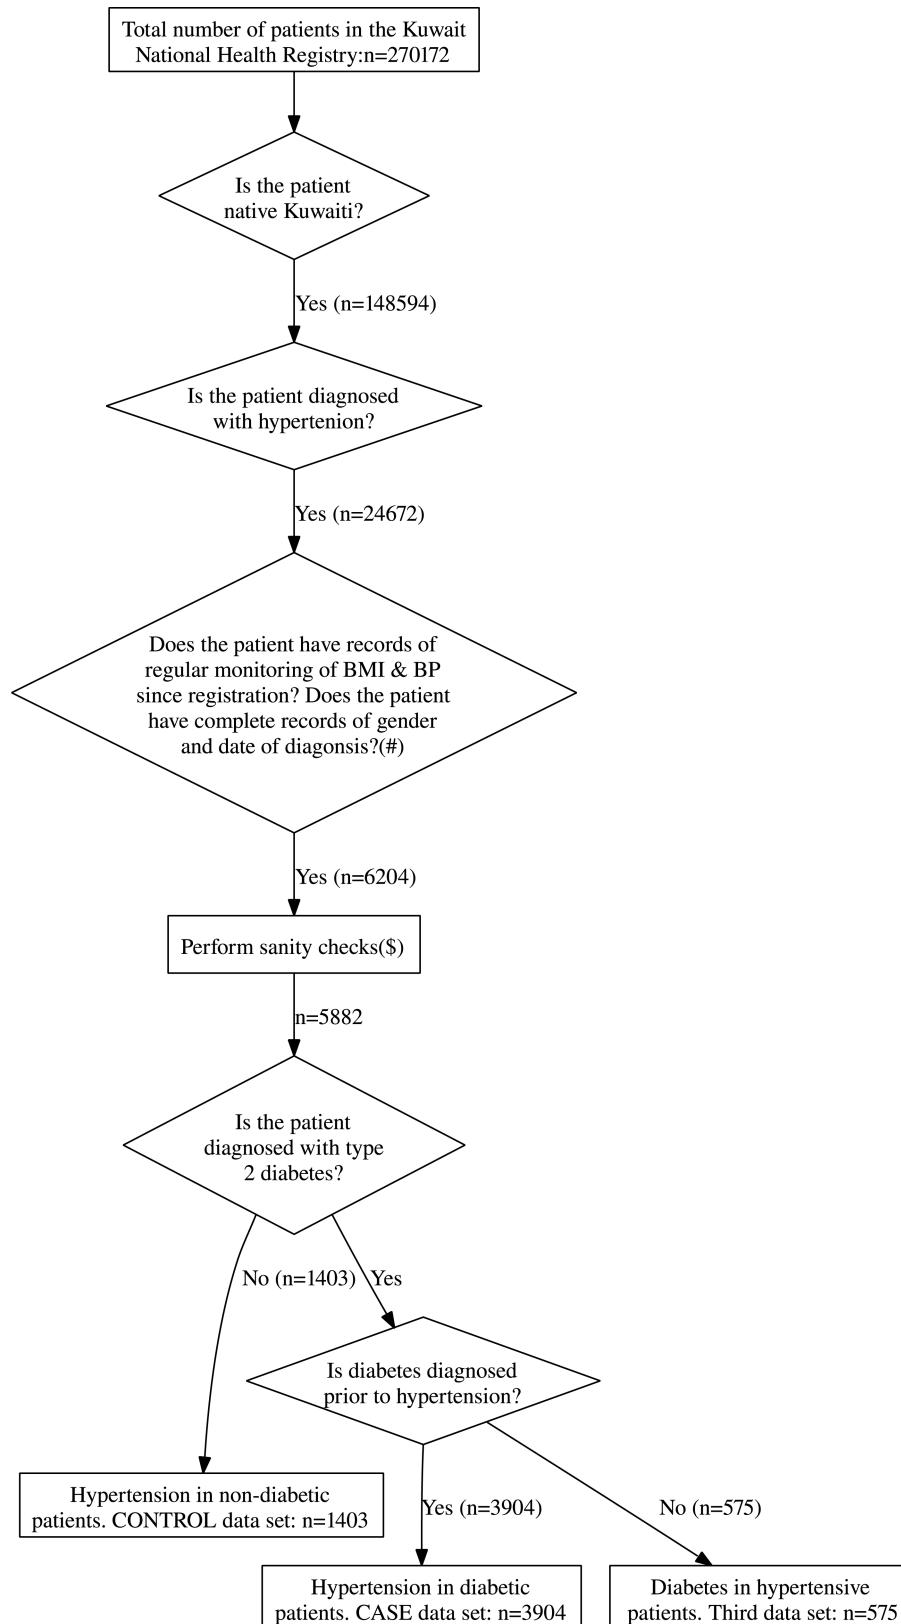 Total number of patients in the Kuwait
National Health Registry:n=270172
Is the patient
native Kuwaiti?
Yes (n=148594)
Is the patient diagnosed
with hypertenion?
Yes (n=24672)
Does the patient have records of
regular monitoring of BMI & BP
since registration? Does the patient
have complete records of gender
and date of diagonsis?(#)
Yes (n=6204)
Perform sanity checks($)
n=5882
Is the patient
diagnosed with type
2 diabetes?
No (n=1403)
Yes
Is diabetes diagnosed
prior to hypertension?
Hypertension in non-diabetic
patients. CONTROL data set: n=1403
Yes (n=3904)
No (n=575)
Hypertension in diabetic
patients. CASE data set: n=3904
Diabetes in hypertensive
patients. Third data set: n=575